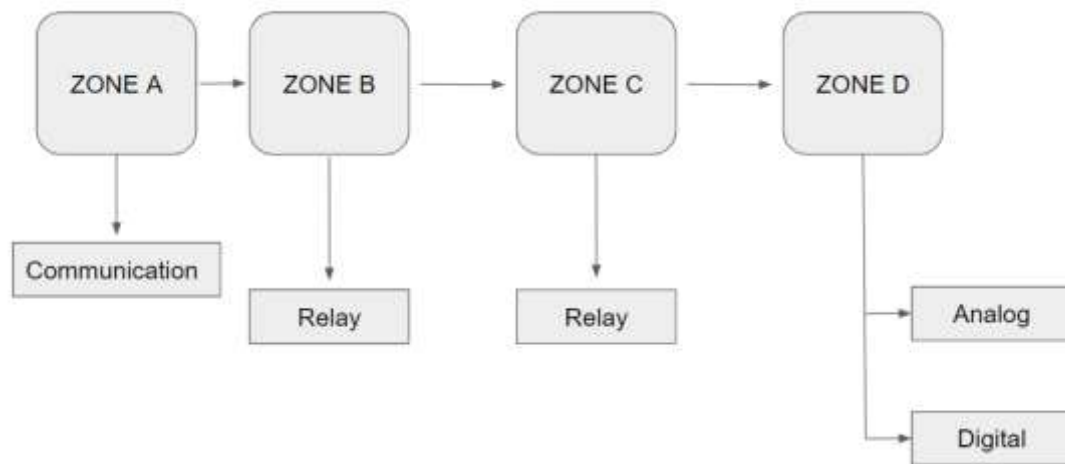 ZONE A
ZONE B
ZONE C
ZONE D
Communication
Relay
Relay
Analog
Digital